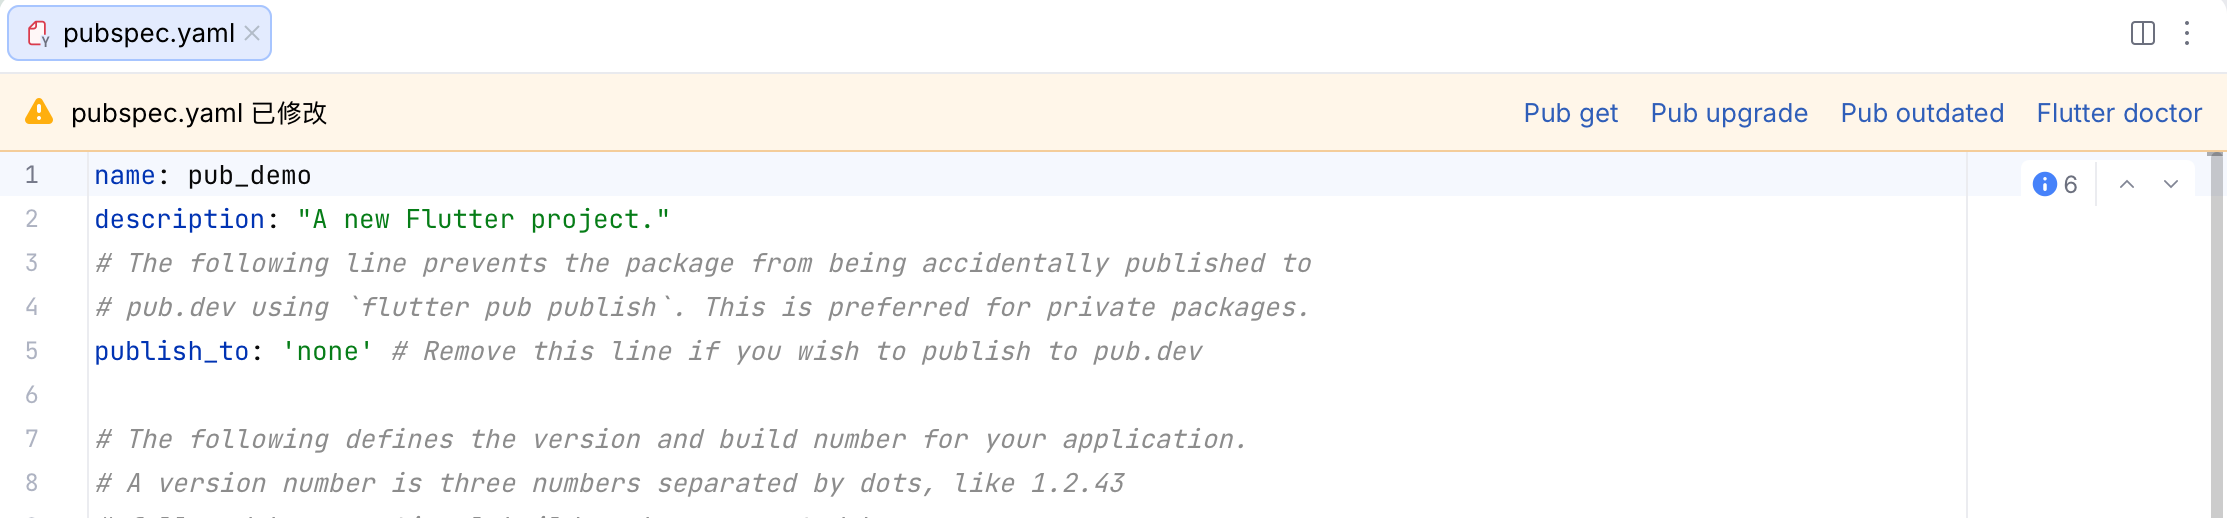 pubspec.yaml
pubspec.yaml 已修改 Pub get Pub upgrade Pub outdated Flutter doctor
1 name: pub_demo
6
2 description: "A new Flutter project."
3 # The following line prevents the package from being accidentally published to
4 # pub.dev using `flutter pub publish`. This is preferred for private packages.
5 publish_to: 'none' # Remove this line if you wish to publish to pub.dev
6
7 # The following defines the version and build number for your application.
8 # A version number is three numbers separated by dots, like 1.2.43